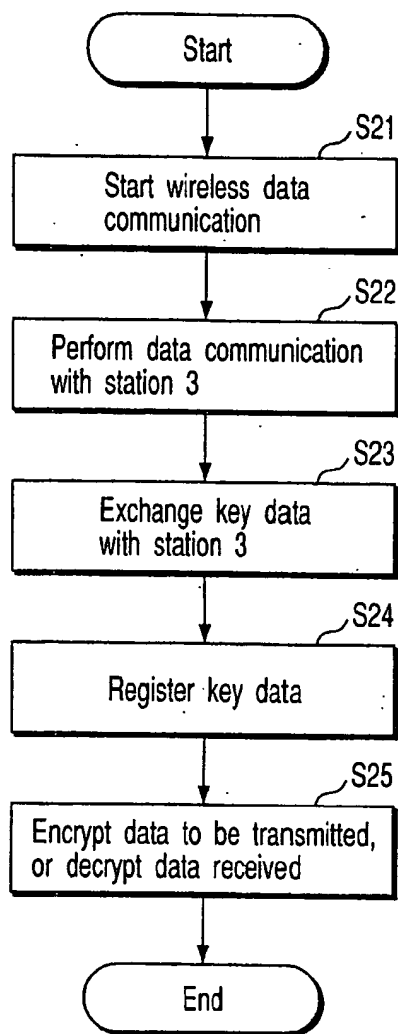 Start
S21
Start wireless data
communication
S22
Perform data communication
with station 3
S23
Exchange key data
with station 3
S24
Register key data
S25
Encrypt data to be transmitted,
or decrypt data received
End